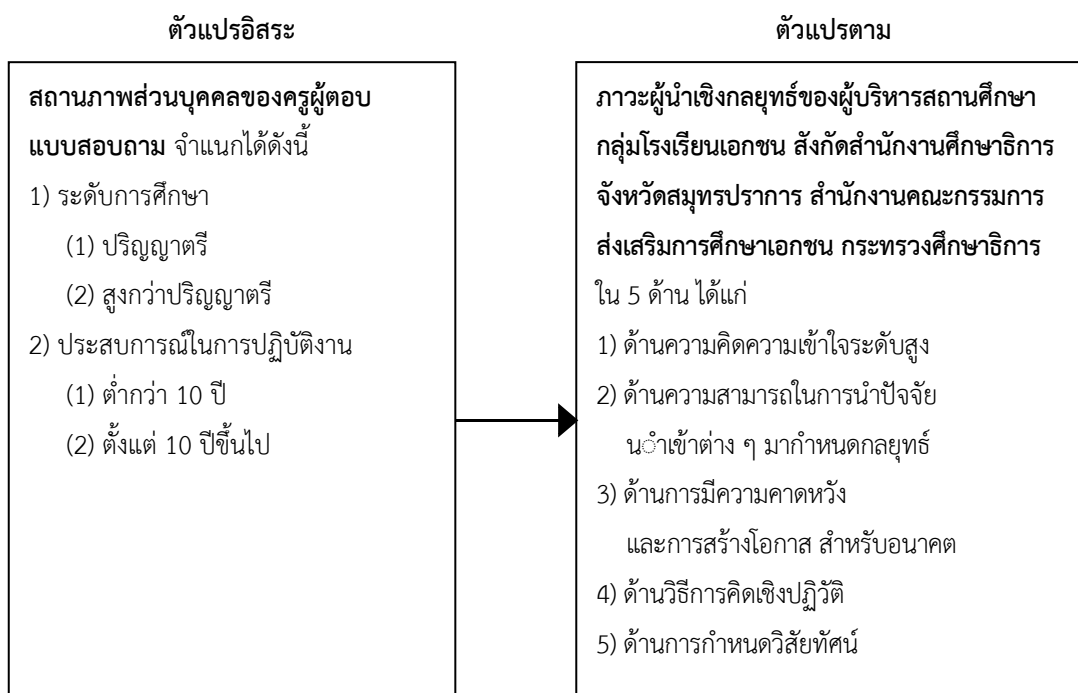 ตัวแปรอิสระ
สถานภาพส่วนบุคคลของครูผู้ตอบ
แบบสอบถาม จำแนกได้ดังนี้
1) ระดับการศึกษา
(1) ปริญญาตรี
(2) สูงกว่าปริญญาตรี
2) ประสบการณ์ในการปฏิบัติงาน
(1) ต่ำกว่า 10 ปี
(2) ตั้งแต่ 10 ปีขึ้นไป
ตัวแปรตาม
ภาวะผู้นำเชิงกลยุทธ์ของผู้บริหารสถานศึกษา
กลุ่มโรงเรียนเอกชน สังกัดสำนักงานศึกษาธิการ
จังหวัดสมุทรปราการ สำนักงานคณะกรรมการ
ส่งเสริมการศึกษาเอกชน กระทรวงศึกษาธิการ
ใน 5 ด้าน ได้แก่
1) ด้านความคิดความเข้าใจระดับสูง
2) ด้านความสามารถในการนำปัจจัย
นำเข้าต่าง ๆ มากำหนดกลยุทธ์
3) ด้านการมีความคาดหวัง
และการสร้างโอกาส สำหรับอนาคต
4) ด้านวิธีการคิดเชิงปฏิวัติ
5) ด้านการกำหนดวิสัยทัศน์